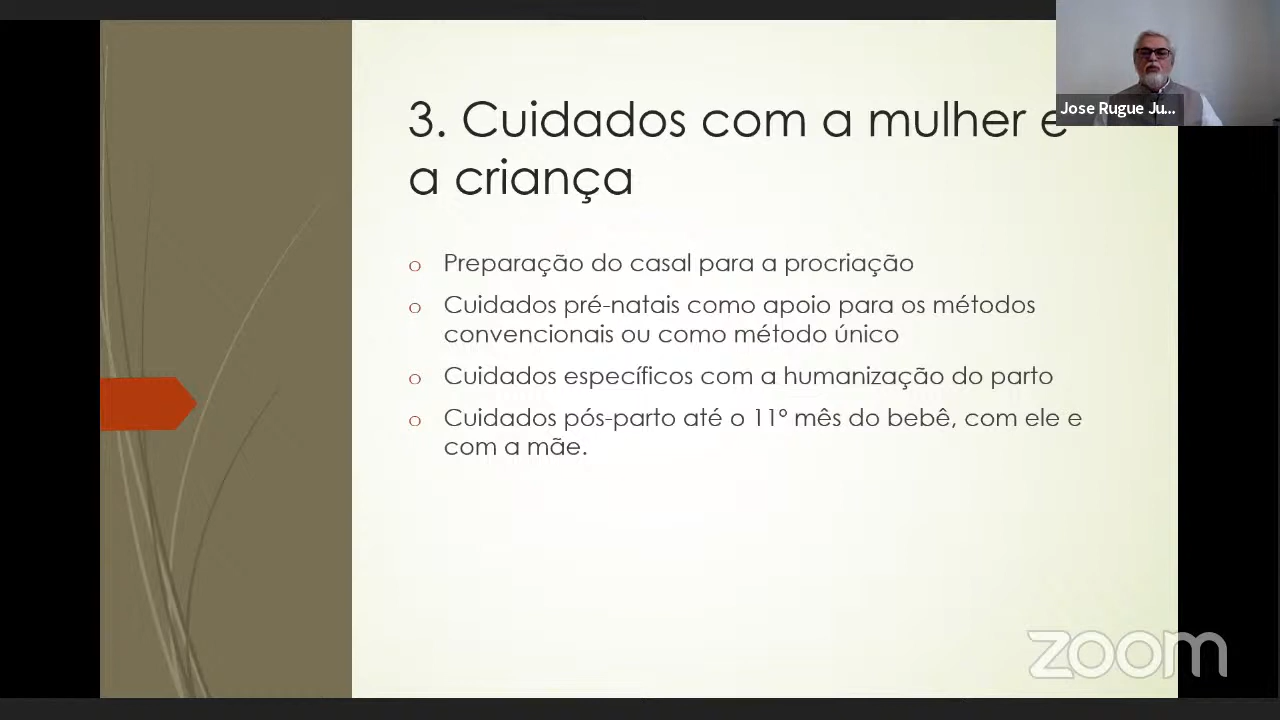 3. Cuidados com a mulher e
a criança
Jose Rugue Ju...
o Preparação do casal para a procriação
o Cuidados pré-natais como apoio para os métodos
convencionais ou como método único
o Cuidados específicos com a humanização do parto
o Cuidados pós-parto até o 11º mês do bebê, com ele e
com a mãe.
zoom